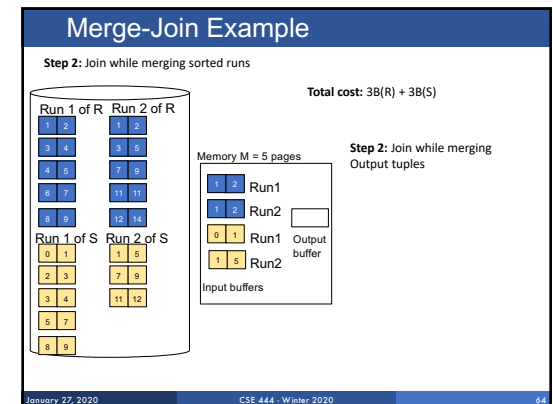 Merge-Join Example
Step 2: Join while merging sorted runs
Total cost: 3B(R) + 3B(S)
Run 1 of R Run 2 of R
1 2 1 2
3 4 3 5
4 5 7 9
6 7 11 11
8 9 12 14
Run 1 of S Run 2 of S
0 1 1 5
2 3 7 9
3 4 11 12
5 7
8 9
Memory M = 5 pages
1 2 Run1
1 2 Run2
0 1 Run1
1 5 Run2
Input buffers
Output
buffer
Step 2: Join while merging
Output tuples
January 27, 2020 CSE 444 - Winter 2020 64